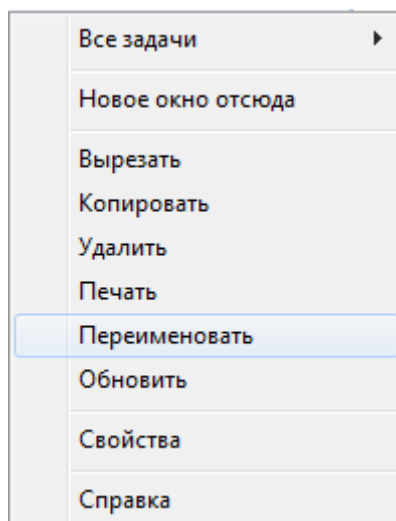 Все задачи
Новое окно отсюда
Вырезать
Копировать
Удалить
Печать
Переименовать
Обновить
Свойства
Справка